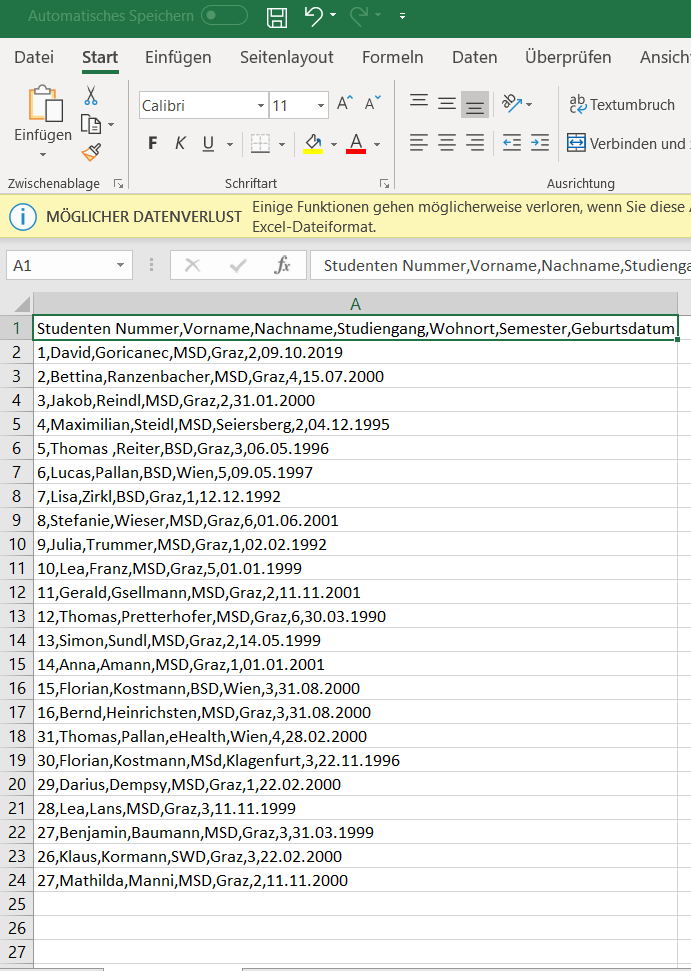 Automatisches Speichern
Datei Start Einfügen Seitenlayout Formeln Daten Überprüfen Ansich
Einfügen
Calibri 11
F K U
A A
A
ab Textumbruch
Verbinden und
Zwischenablage Schriftart Ausrichtung
MÖGLICHER DATENVERLUST Einige Funktionen gehen möglicherweise verloren, wenn Sie diese A
Excel-Dateiformat.
A1 fx Studenten Nummer,Vorname,Nachname,Studienga
A
1 Studenten Nummer,Vorname,Nachname,Studiengang,Wohnort,Semester,Geburtsdatum
2 1,David,Goricanec,MSD,Graz,2,09.10.2019
3 2,Bettina,Ranzenbacher,MSD,Graz,4,15.07.2000
4 3,Jakob,Reindl,MSD,Graz,2,31.01.2000
5 4,Maximilian,Steidl,MSD,Seiersberg,2,04.12.1995
6 5,Thomas ,Reiter,BSD,Graz,3,06.05.1996
7 6,Lucas,Pallan,BSD,Wien,5,09.05.1997
8 7,Lisa,Zirkl,BSD,Graz,1,12.12.1992
9 8,Stefanie,Wieser,MSD,Graz,6,01.06.2001
10 9,Julia,Trummer,MSD,Graz,1,02.02.1992
11 10,Lea,Franz,MSD,Graz,5,01.01.1999
12 11,Gerald,Gsellmann,MSD,Graz,2,11.11.2001
13 12,Thomas,Pretterhofer,MSD,Graz,6,30.03.1990
14 13,Simon,Sundl,MSD,Graz,2,14.05.1999
15 14,Anna,Amann,MSD,Graz,1,01.01.2001
16 15,Florian,Kostmann,BSD,Wien,3,31.08.2000
17 16,Bernd,Heinrichsten,MSD,Graz,3,31.08.2000
18 31,Thomas,Pallan,eHealth,Wien,4,28.02.2000
19 30,Florian,Kostmann,MSd,Klagenfurt,3,22.11.1996
20 29,Darius,Dempsy,MSD,Graz,1,22.02.2000
21 28,Lea,Lans,MSD,Graz,3,11.11.1999
22 27,Benjamin,Baumann,MSD,Graz,3,31.03.1999
23 26,Klaus,Kormann,SWD,Graz,3,22.02.2000
24 27,Mathilda,Manni,MSD,Graz,2,11.11.2000
25
26
27